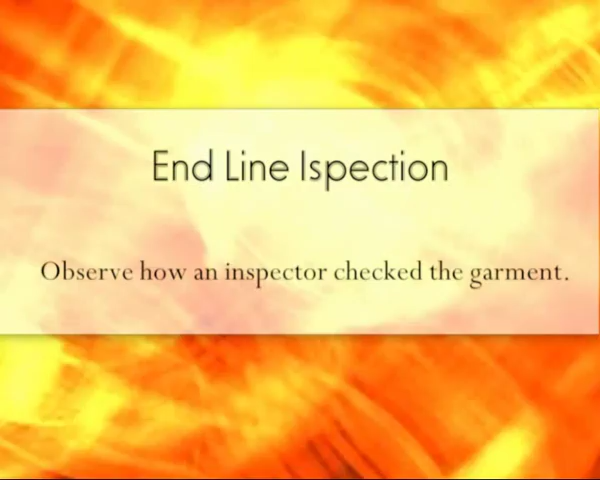 End Line Ispection
Observe how an inspector checked the garment.